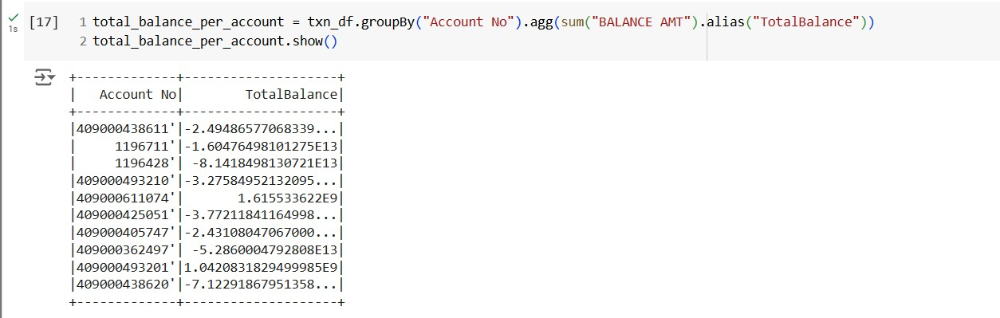 [17] 1 total_balance_per_account = txn_df.groupBy("Account No").agg(sum("BALANCE AMT").alias("TotalBalance"))
1s
2 total_balance_per_account.show()
+-------------+--------------------+
|   Account No|        TotalBalance|
+-------------+--------------------+
|409000438611'|-2.49486577068339...|
|     1196711'|-1.60476498101275E13|
|     1196428'| -8.1418498130721E13|
|409000493210'|-3.27584952132095...|
|409000611074'|       1.615533622E9|
|409000425051'|-3.77211841164998...|
|409000405747'|-2.43108047067000...|
|409000362497'| -5.2860004792808E13|
|409000493201'|1.0420831829499985E9|
|409000438620'|-7.12291867951358...|
+-------------+--------------------+